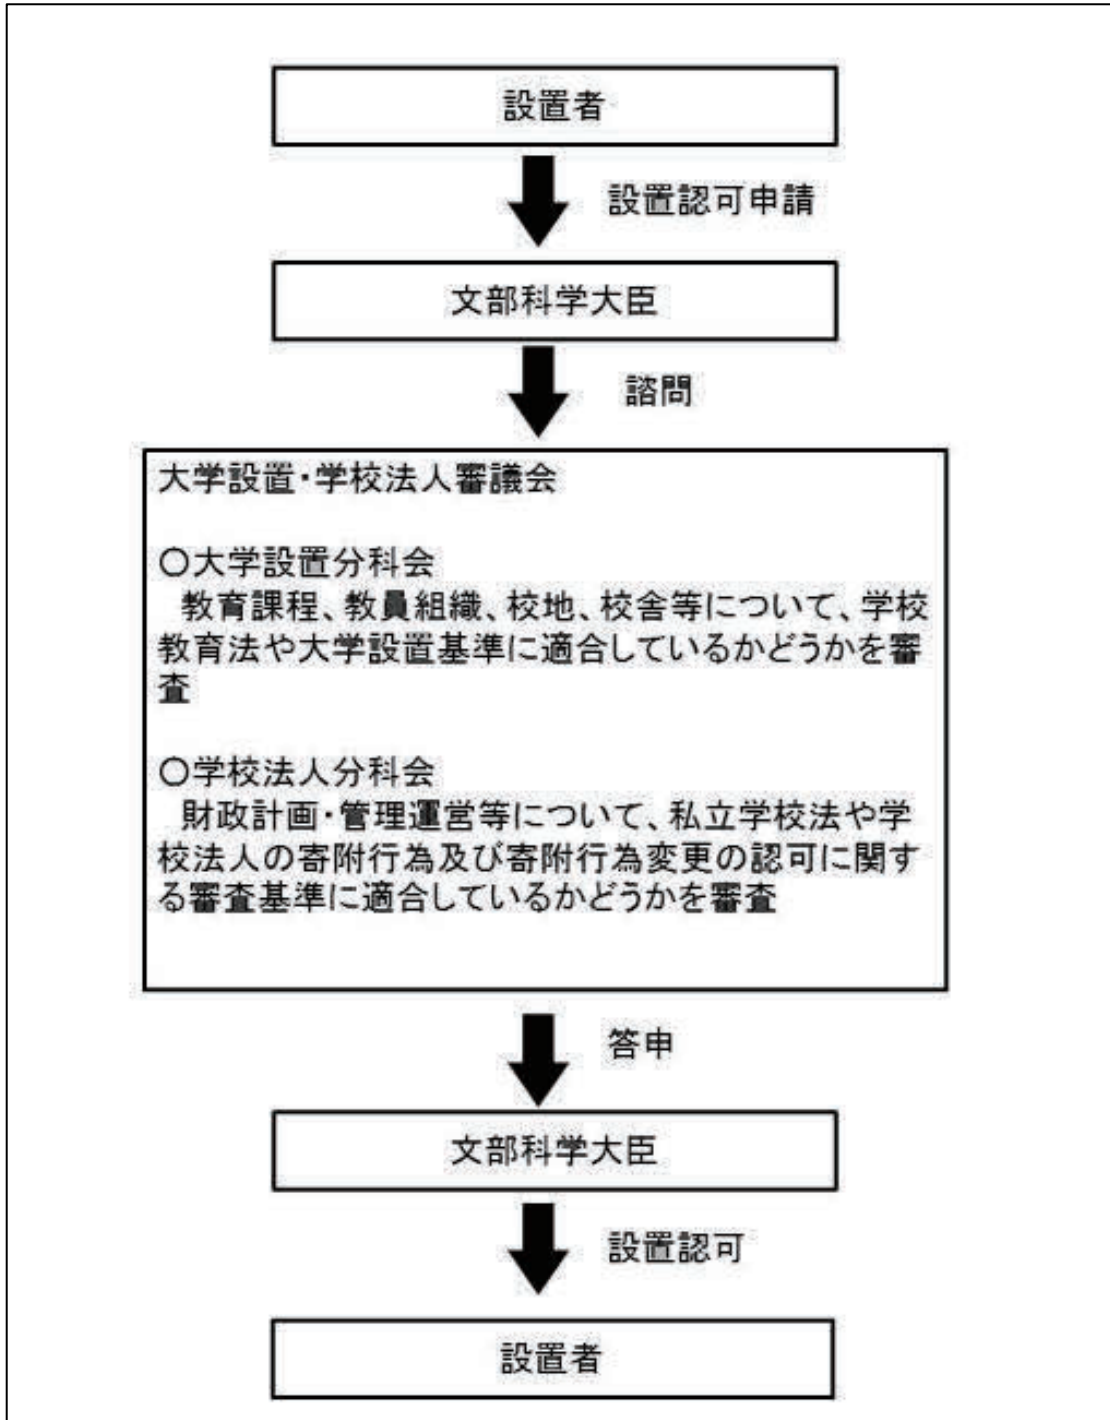 設置者
設置認可申請
文部科学大臣
諮問
大学設置・学校法人審議会
○大学設置分科会
教育課程、教員組織、校地、校舎等について、学校
教育法や大学設置基準に適合しているかどうかを審
査
○学校法人分科会
財政計画・管理運営等について、私立学校法や学
校法人の寄附行為及び寄附行為変更の認可に関す
る審査基準に適合しているかどうかを審査
答申
文部科学大臣
設置認可
設置者